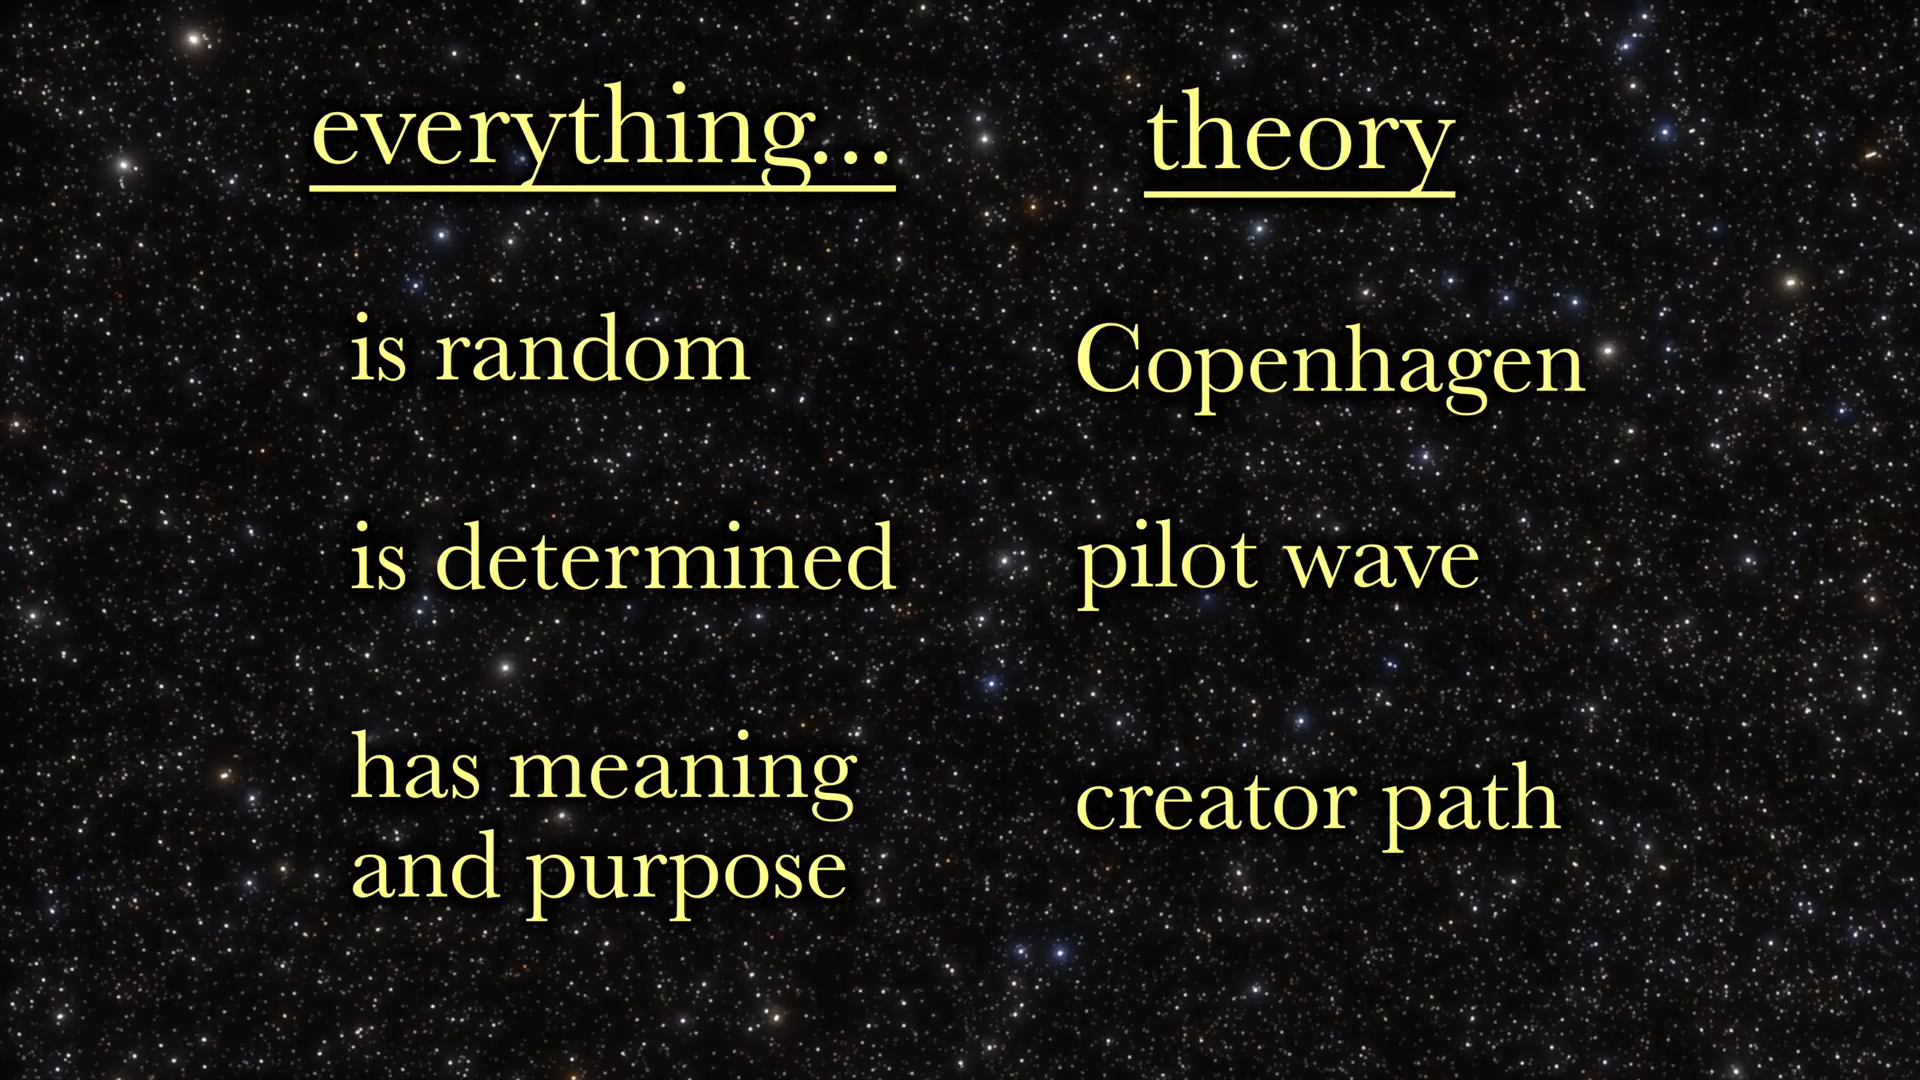 everything...
theory
is random
Copenhagen
is determined
pilot wave
has meaning
and purpose
creator path